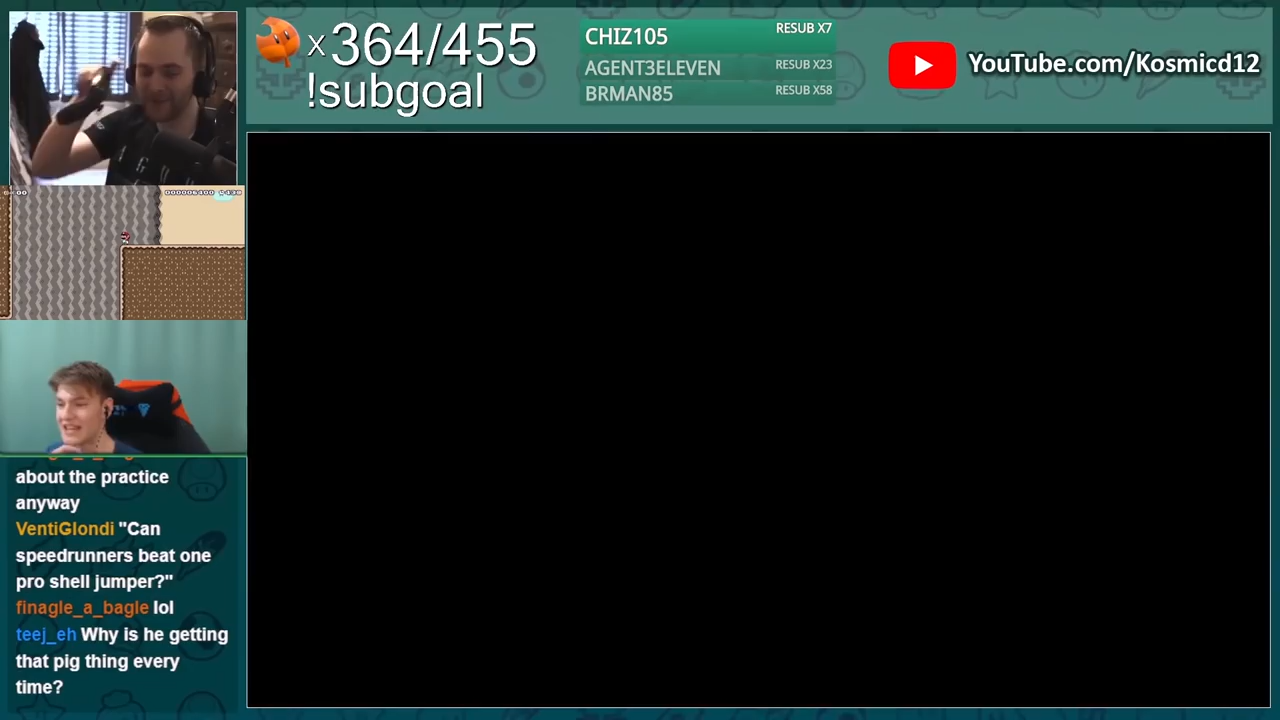 x364/455
!subgoal
CHIZ105 RESUB X7
AGENT3ELEVEN RESUB X23
BRMAN85 RESUB X58
YouTube.com/Kosmicd12
about the practice
anyway
VentiGlondi "Can
speedrunners beat one
pro shell jumper?"
finagle_a_bagle lol
teej_eh Why is he getting
that pig thing every
time?